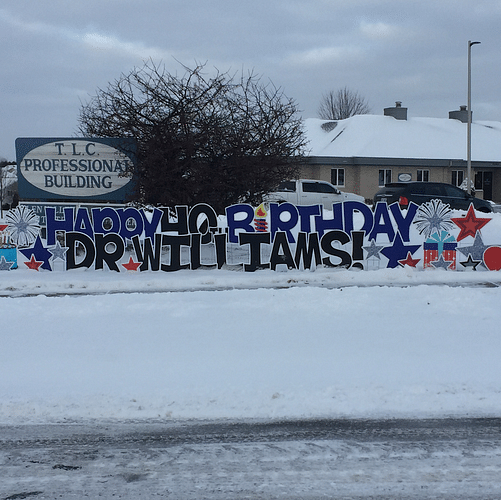 T. L. C
PROFESSIONAL
BUILDING
HAPPY 40 BIRTHDAY
DR WILLIAMS!